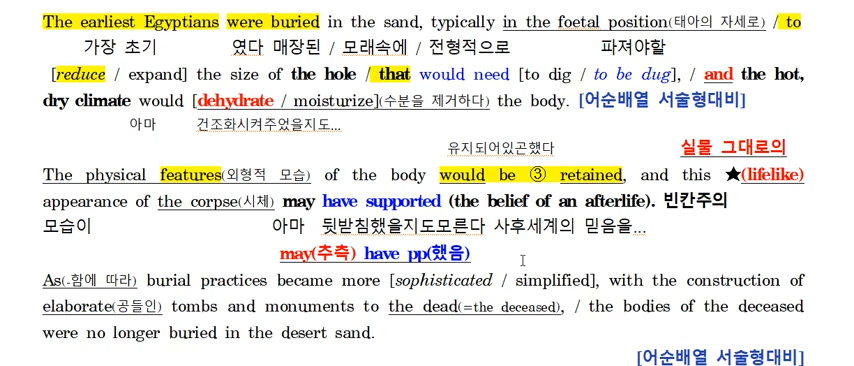 The earliest Egyptians were buried in the sand, typically in the foetal position(태아의 자세로) / to
가장 초기 였다 매장된 / 모래속에 / 전형적으로 파져야할
[reduce / expand] the size of the hole / that would need [to dig / to be dug], / and the hot,
dry climate would [dehydrate / moisturize](수분을 제거하다) the body. [어순배열 서술형대비]
아마 건조화시켜주었을지도...
유지되어있곤했다 실물 그대로의
The physical features(외형적 모습) of the body would be ③ retained, and this ★(lifelike)
appearance of the corpse(시체) may have supported (the belief of an afterlife). 빈칸주의
모습이 아마 뒷받침했을지도모른다 사후세계의 믿음을...
may(추측) have pp(했음)
As(-함에 따라) burial practices became more [sophisticated / simplified], with the construction of
elaborate(공들인) tombs and monuments to the dead(=the deceased), / the bodies of the deceased
were no longer buried in the desert sand.
[어순배열 서술형대비]